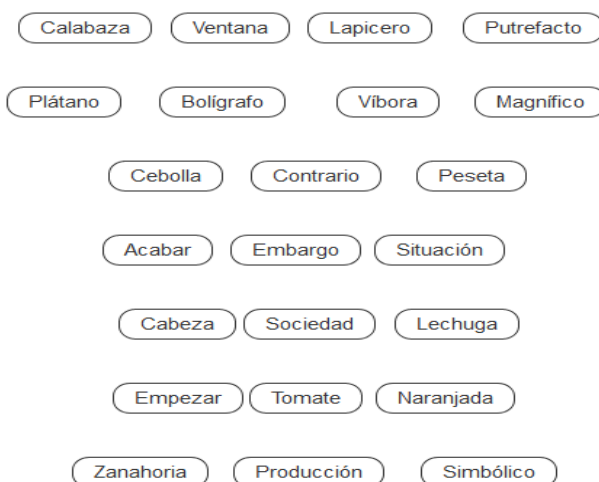 Calabaza Ventana Lapicero Putrefacto
Plátano Bolígrafo Víbora Magnífico
Cebolla Contrario Peseta
Acabar Embargo Situación
Cabeza Sociedad Lechuga
Empezar Tomate Naranjada
Zanahoria Producción Simbólico